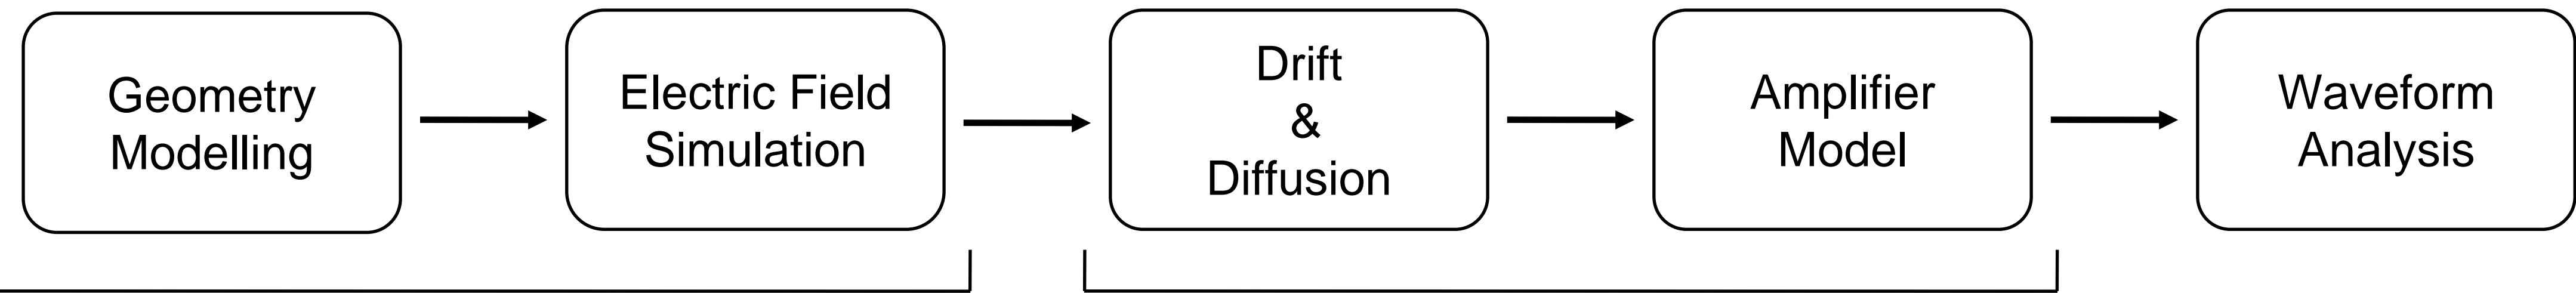 Geometry
Modelling
Electric Field
Simulation
Drift
&
Diffusion
Amplifier
Model
Waveform
Analysis